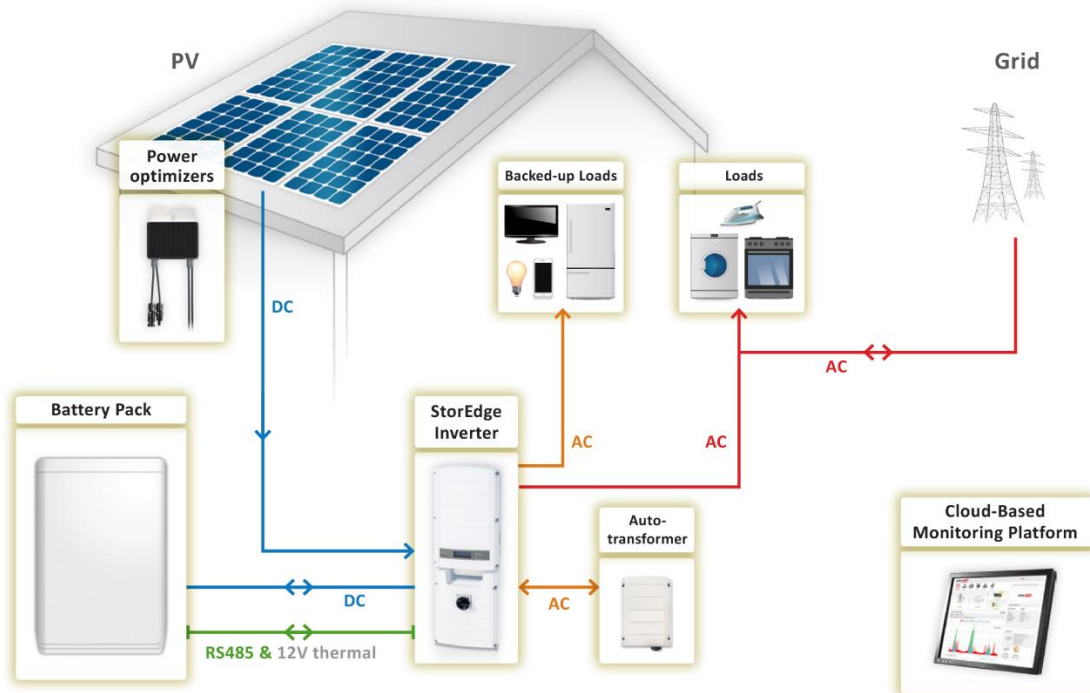 PV
Grid
Power
optimizers
Backed-up Loads
Loads
DC
AC
Battery Pack
StorEdge
Inverter
AC
AC
Auto-
transformer
Cloud-Based
Monitoring Platform
AC
DC
RS485 & 12V thermal